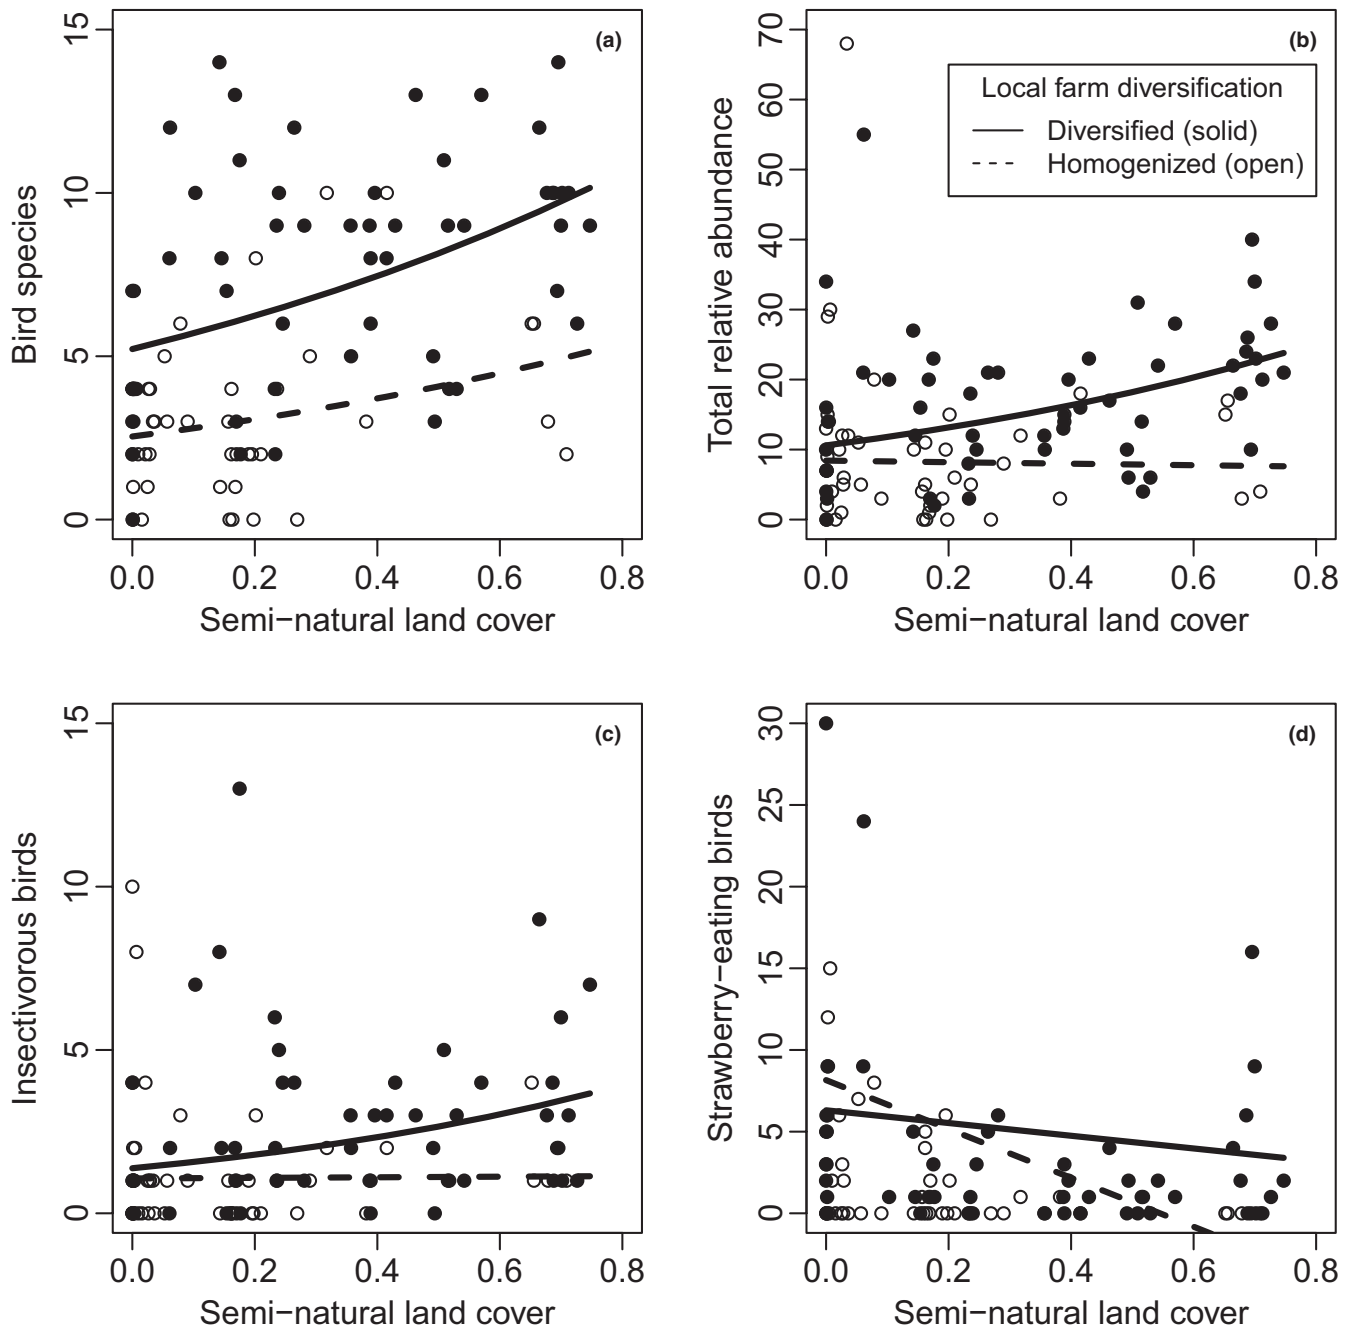 (a)
15
10
5
0
Bird species
0.0 0.2 0.4 0.6 0.8
Semi−natural land cover
(b)
70
60
50
40
30
20
10
0
Total relative abundance
Local farm diversification
Diversified (solid)
Homogenized (open)
0.0 0.2 0.4 0.6 0.8
Semi−natural land cover
(c)
15
10
5
0
Insectivorous birds
0.0 0.2 0.4 0.6 0.8
Semi−natural land cover
(d)
30
25
20
15
10
5
0
Strawberry−eating birds
0.0 0.2 0.4 0.6 0.8
Semi−natural land cover